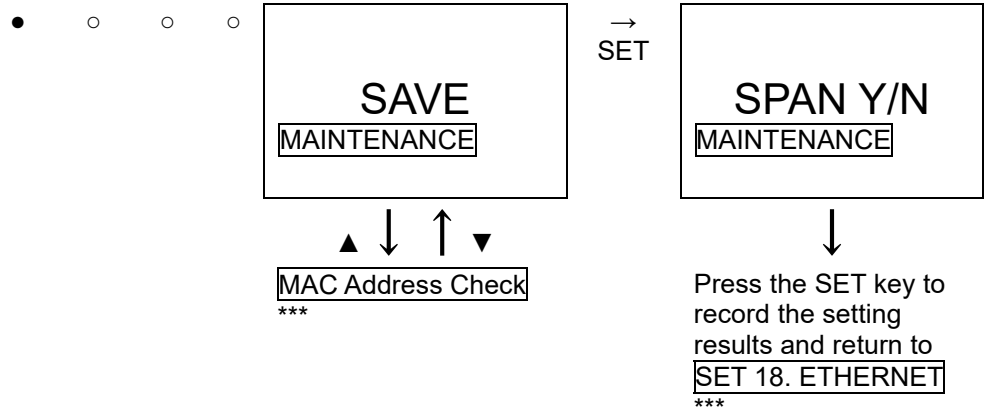 ● ○ ○ ○
SAVE
MAINTENANCE
→
SET
SPAN Y/N
MAINTENANCE
▲ ↓ ↑ ▼
MAC Address Check
***
↓
Press the SET key to
record the setting
results and return to
SET 18. ETHERNET
***